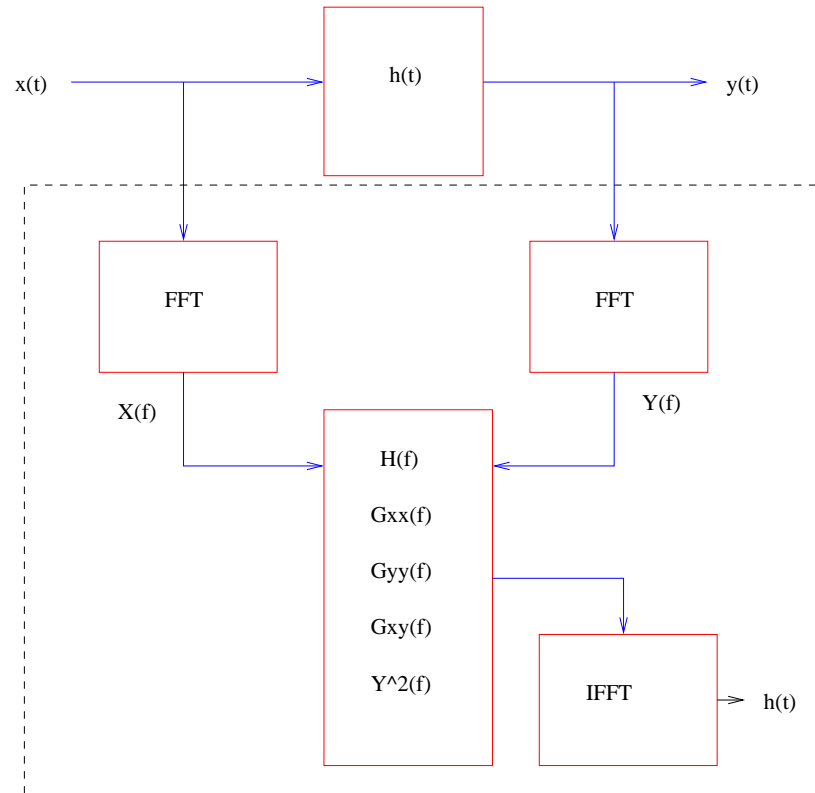 x(t)
h(t)
y(t)
FFT
FFT
X(f)
Y(f)
H(f)
Gxx(f)
Gyy(f)
Gxy(f)
Y^2(f)
IFFT
h(t)